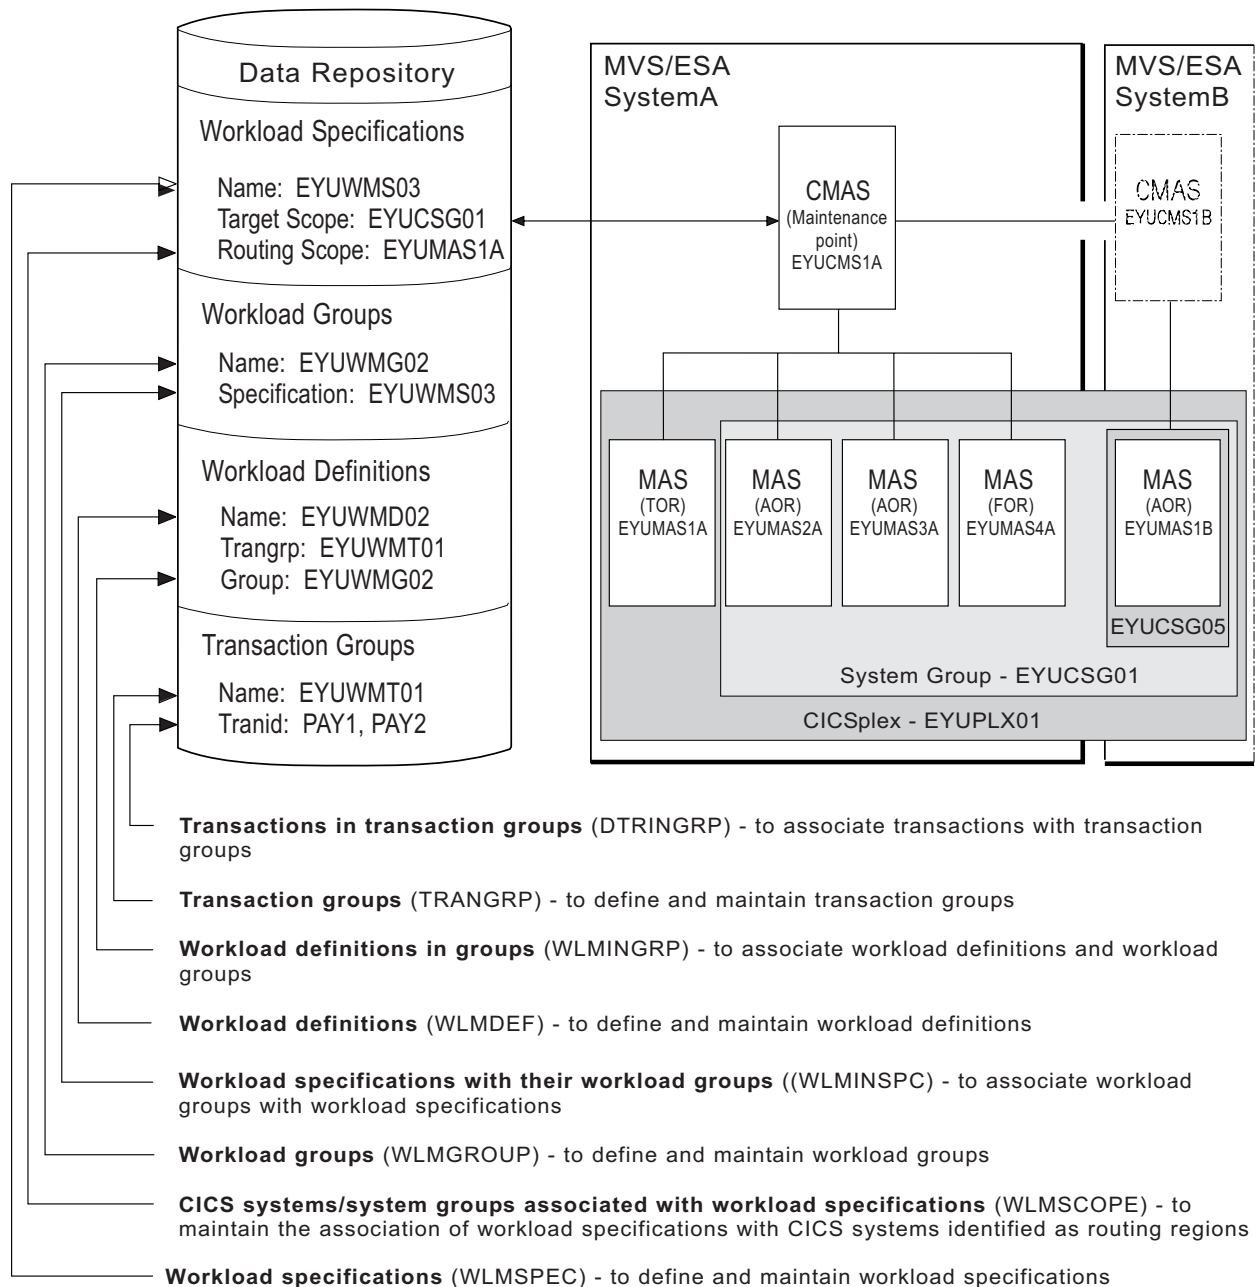 Data Repository
Workload Specifications
Name: EYUWMS03
Target Scope: EYUCSG01
Routing Scope: EYUMAS1A
Workload Groups
Name: EYUWMG02
Specification: EYUWMS03
Workload Definitions
Name: EYUWMD02
Trangrp: EYUWMT01
Group: EYUWMG02
Transaction Groups
Name: EYUWMT01
Tranid: PAY1, PAY2
MVS/ESA
SystemA
CMAS
(Maintenance
point)
EYUCMS1A
MVS/ESA
SystemB
CMAS
EYUCMS1B
MAS
(TOR)
EYUMAS1A
MAS
(AOR)
EYUMAS2A
MAS
(AOR)
EYUMAS3A
MAS
(FOR)
EYUMAS4A
MAS
(AOR)
EYUMAS1B
EYUCSG05
System Group - EYUCSG01
CICSplex - EYUPLX01
Transactions in transaction groups (DTRINGRP) - to associate transactions with transaction
groups
Transaction groups (TRANGRP) - to define and maintain transaction groups
Workload definitions in groups (WLMINGRP) - to associate workload definitions and workload
groups
Workload definitions (WLMDEF) - to define and maintain workload definitions
Workload specifications with their workload groups ((WLMINSPC) - to associate workload
groups with workload specifications
Workload groups (WLMGROUP) - to define and maintain workload groups
CICS systems/system groups associated with workload specifications (WLMSCOPE) - to
maintain the association of workload specifications with CICS systems identified as routing regions
Workload specifications (WLMSPEC) - to define and maintain workload specifications